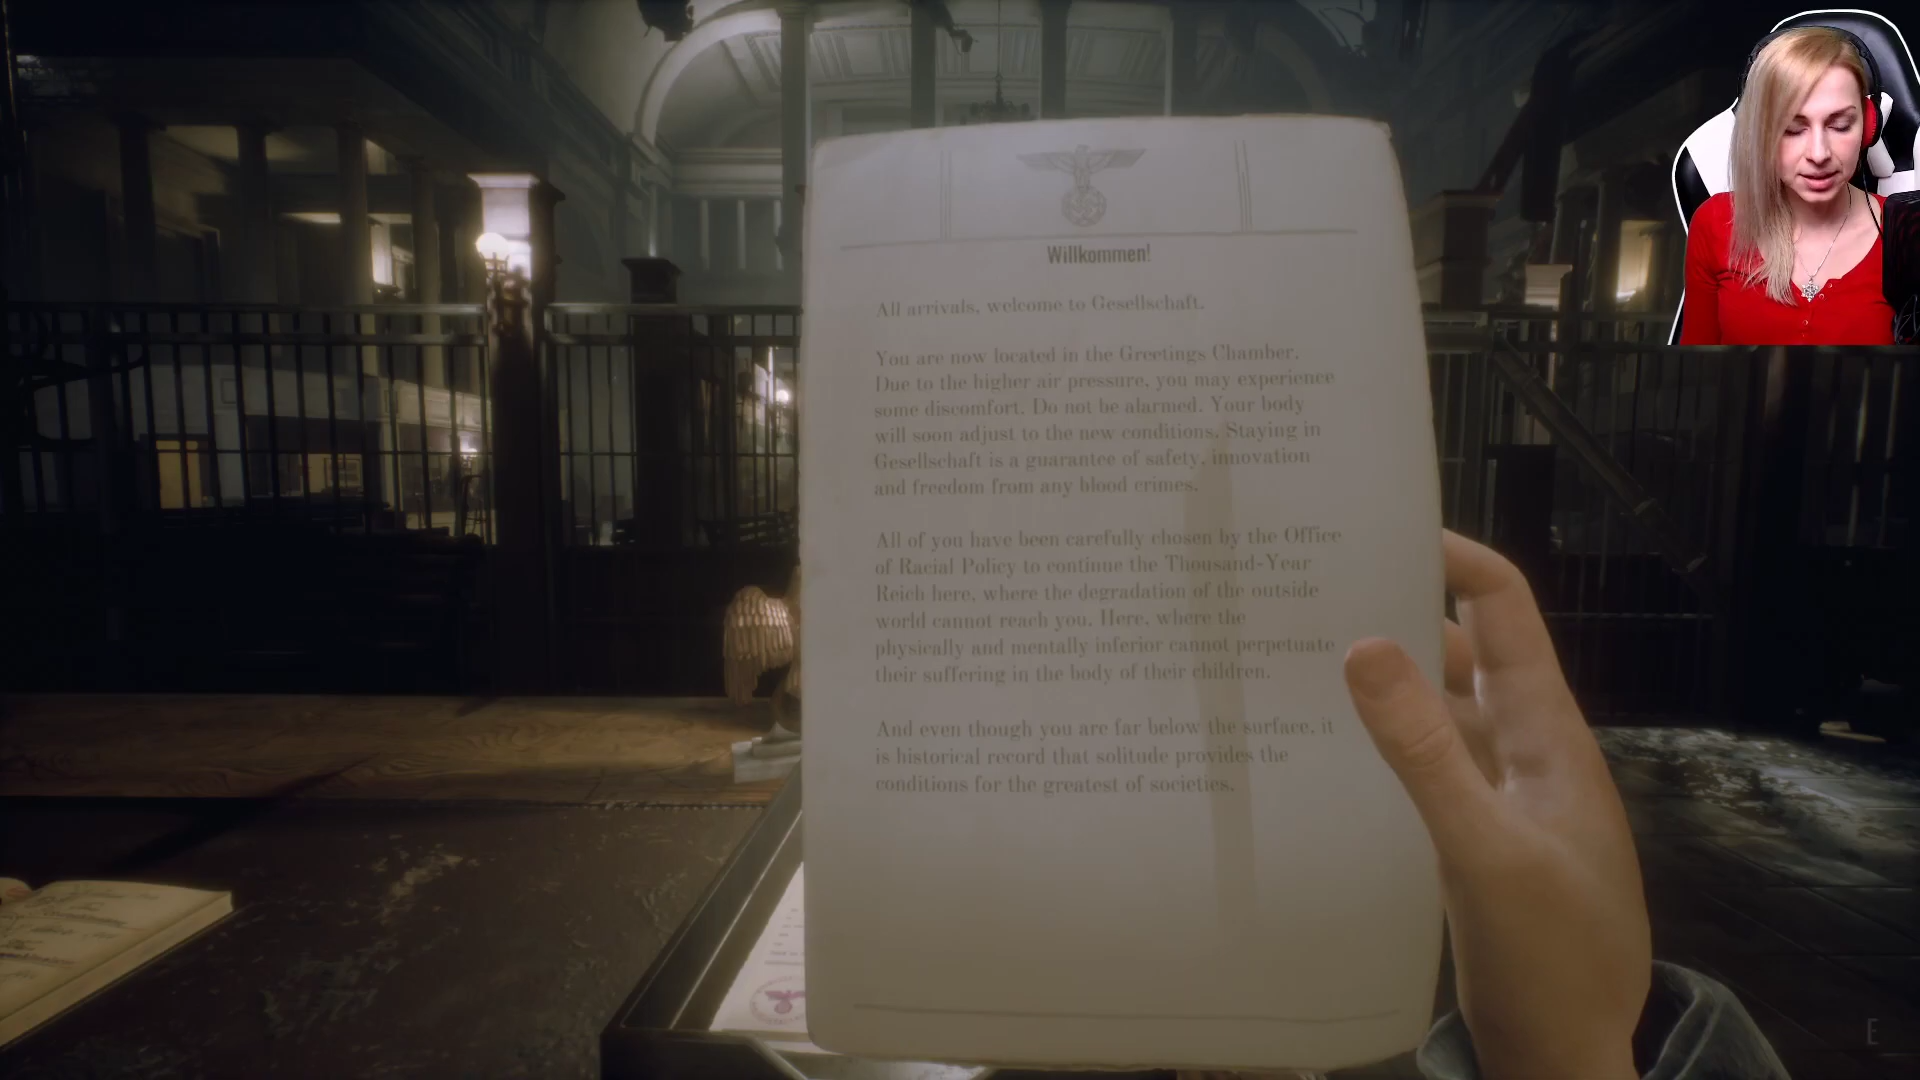 Willkommen!
All arrivals, welcome to Gesellschaft.
You are now located in the Greetings Chamber.
Due to the higher air pressure, you may experience
some discomfort. Do not be alarmed. Your body
will soon adjust to the new conditions. Staying in
Gesellschaft is a guarantee of safety, innovation
and freedom from any blood crimes.
All of you have been carefully chosen by the Office
of Racial Policy to continue the Thousand-Year
Reich here, where the degradation of the outside
world cannot reach you. Here, where the
physically and mentally inferior cannot perpetuate
their suffering in the body of their children.
And even though you are far below the surface, it
is historical record that solitude provides the
conditions for the greatest of societies.
E